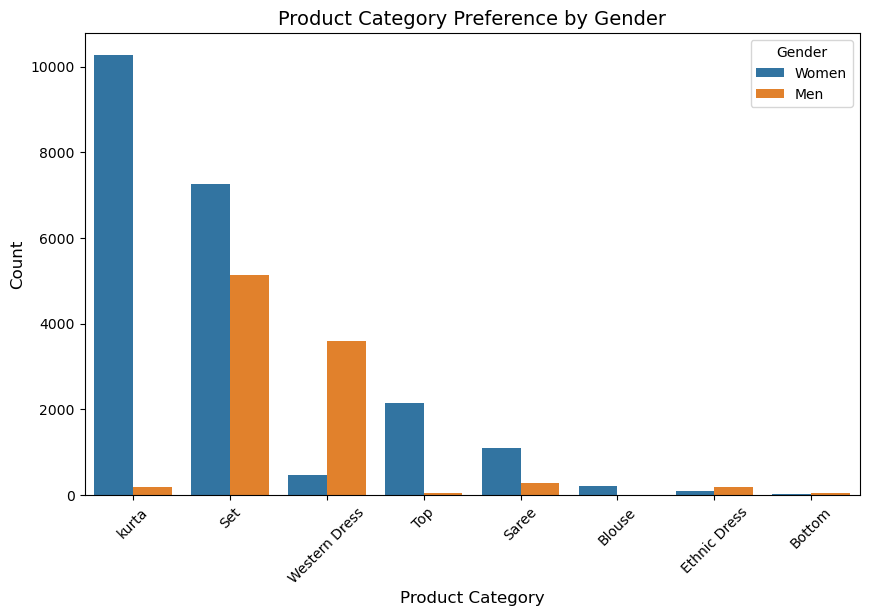 Product Category Preference by Gender
Gender
Women
Men
Count
10000
8000
6000
4000
2000
0
kurta
Set
Western Dress
Top
Saree
Blouse
Ethnic Dress
Bottom
Product Category